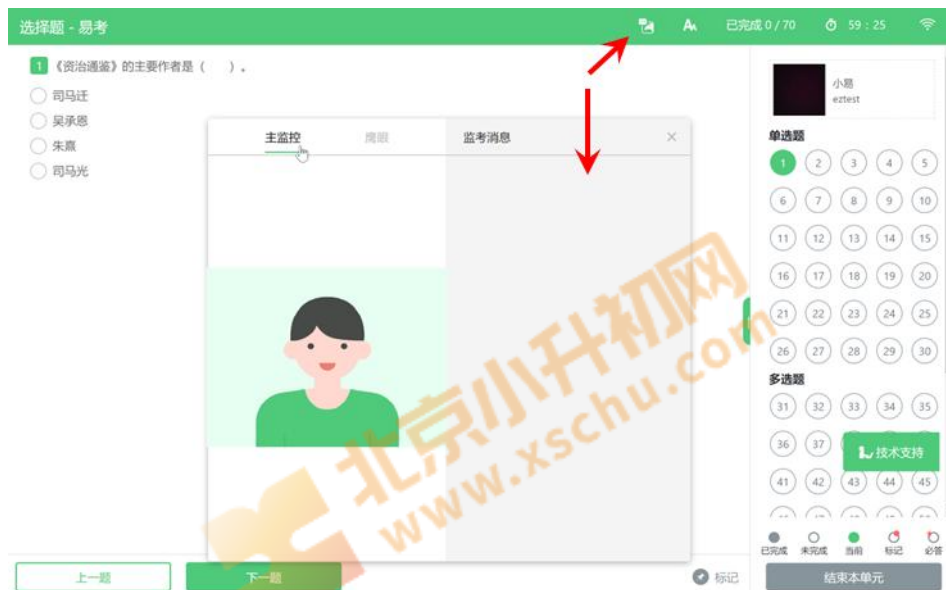 选择题 - 易考
已完成 0 / 70
59 : 25
1 《资治通鉴》的主要作者是（ ）。
司马迁
吴承恩
朱熹
司马光
主监控
鹰眼
监考消息
小易
eztest
单选题
1 2 3 4 5
6 7 8 9 10
11 12 13 14 15
16 17 18 19 20
21 22 23 24 25
26 27 28 29 30
多选题
31 32 33 34 35
36 37
技术支持
41 42 43 44 45
已完成 未完成 当前 标记 必答
上一题
下一题
标记
结束本单元
北京小升初网
www.xschu.com